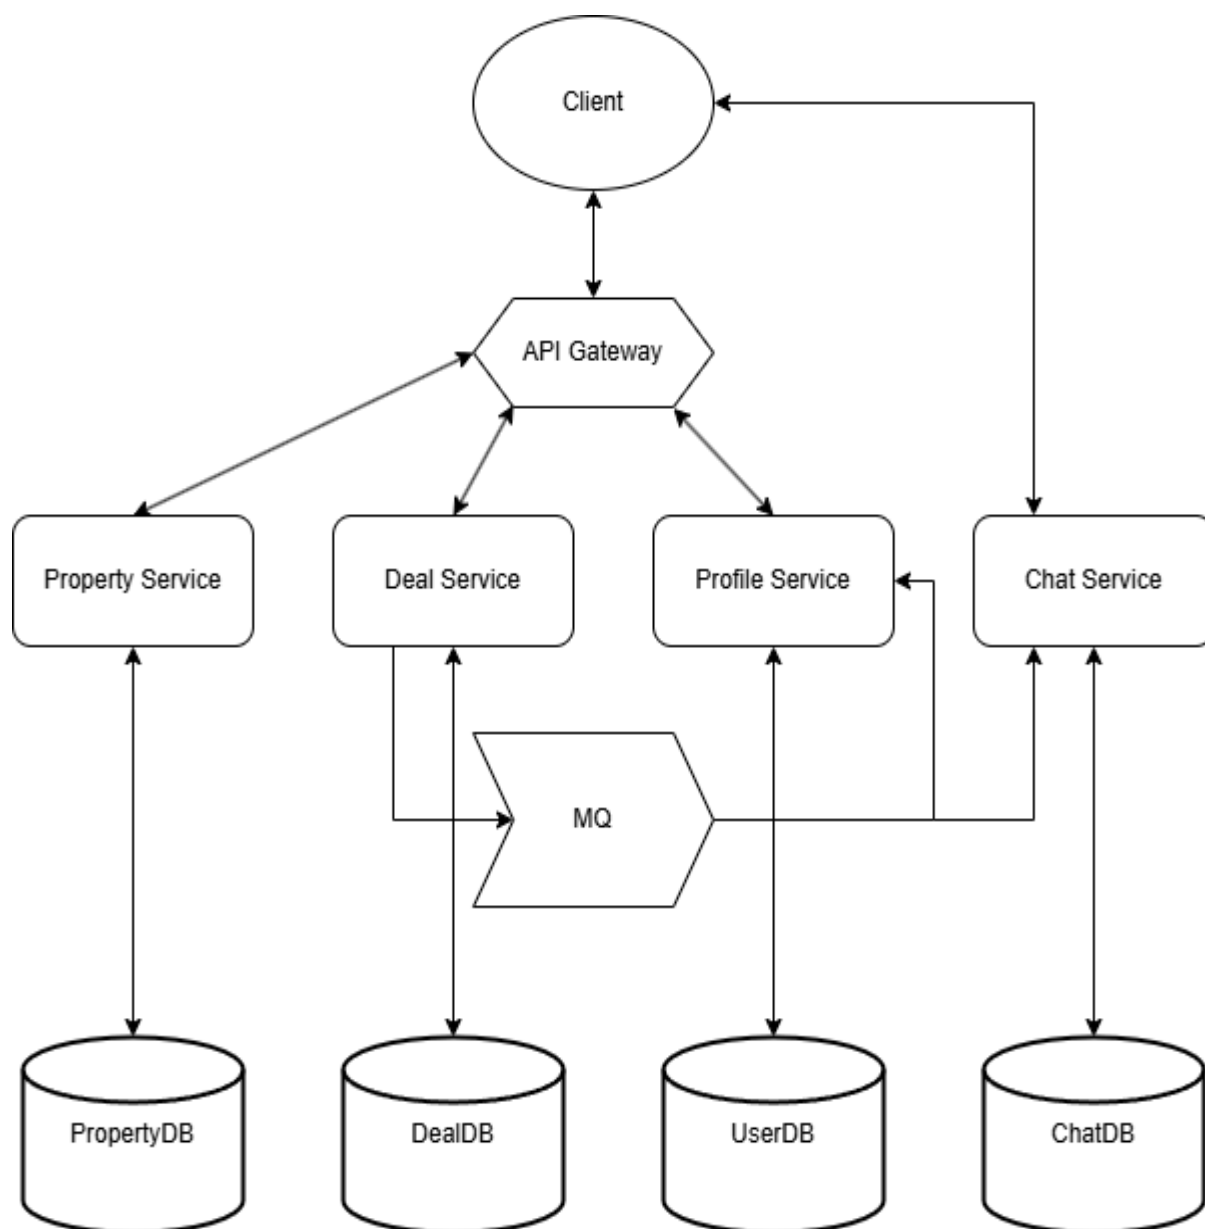 Client
API Gateway
Property Service
Deal Service
Profile Service
Chat Service
MQ
PropertyDB
DealDB
UserDB
ChatDB